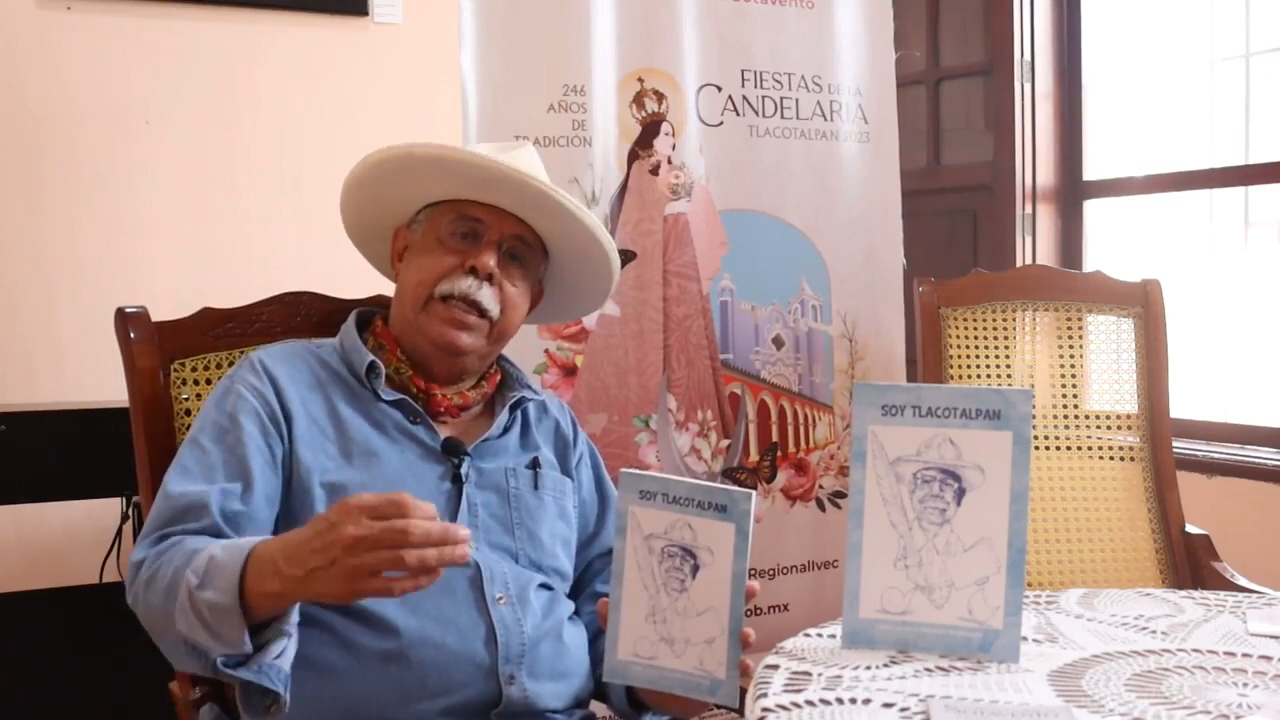 246
AÑOS
DE
TRADICIÓN
FIESTAS DE LA
CANDELARIA
TLACOTALPAN 2023
SOY TLACOTALPAN
SOY TLACOTALPAN
RegionalIvec
ob.mx